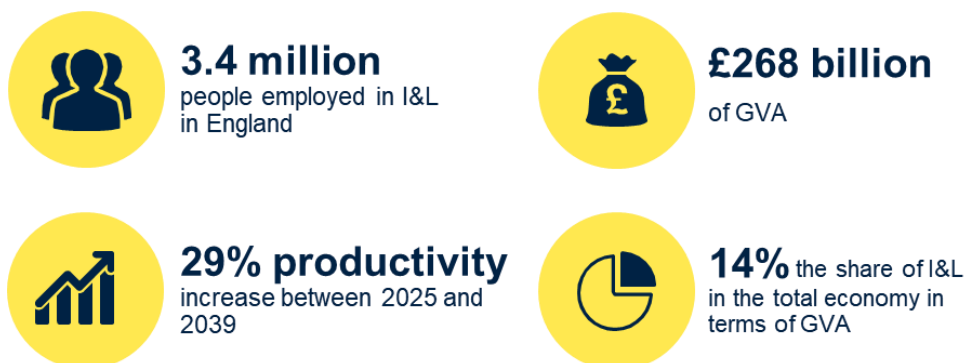 3.4 million
people employed in I&L
in England
£
£268 billion
of GVA
29% productivity
increase between 2025 and
2039
14% the share of I&L
in the total economy in
terms of GVA